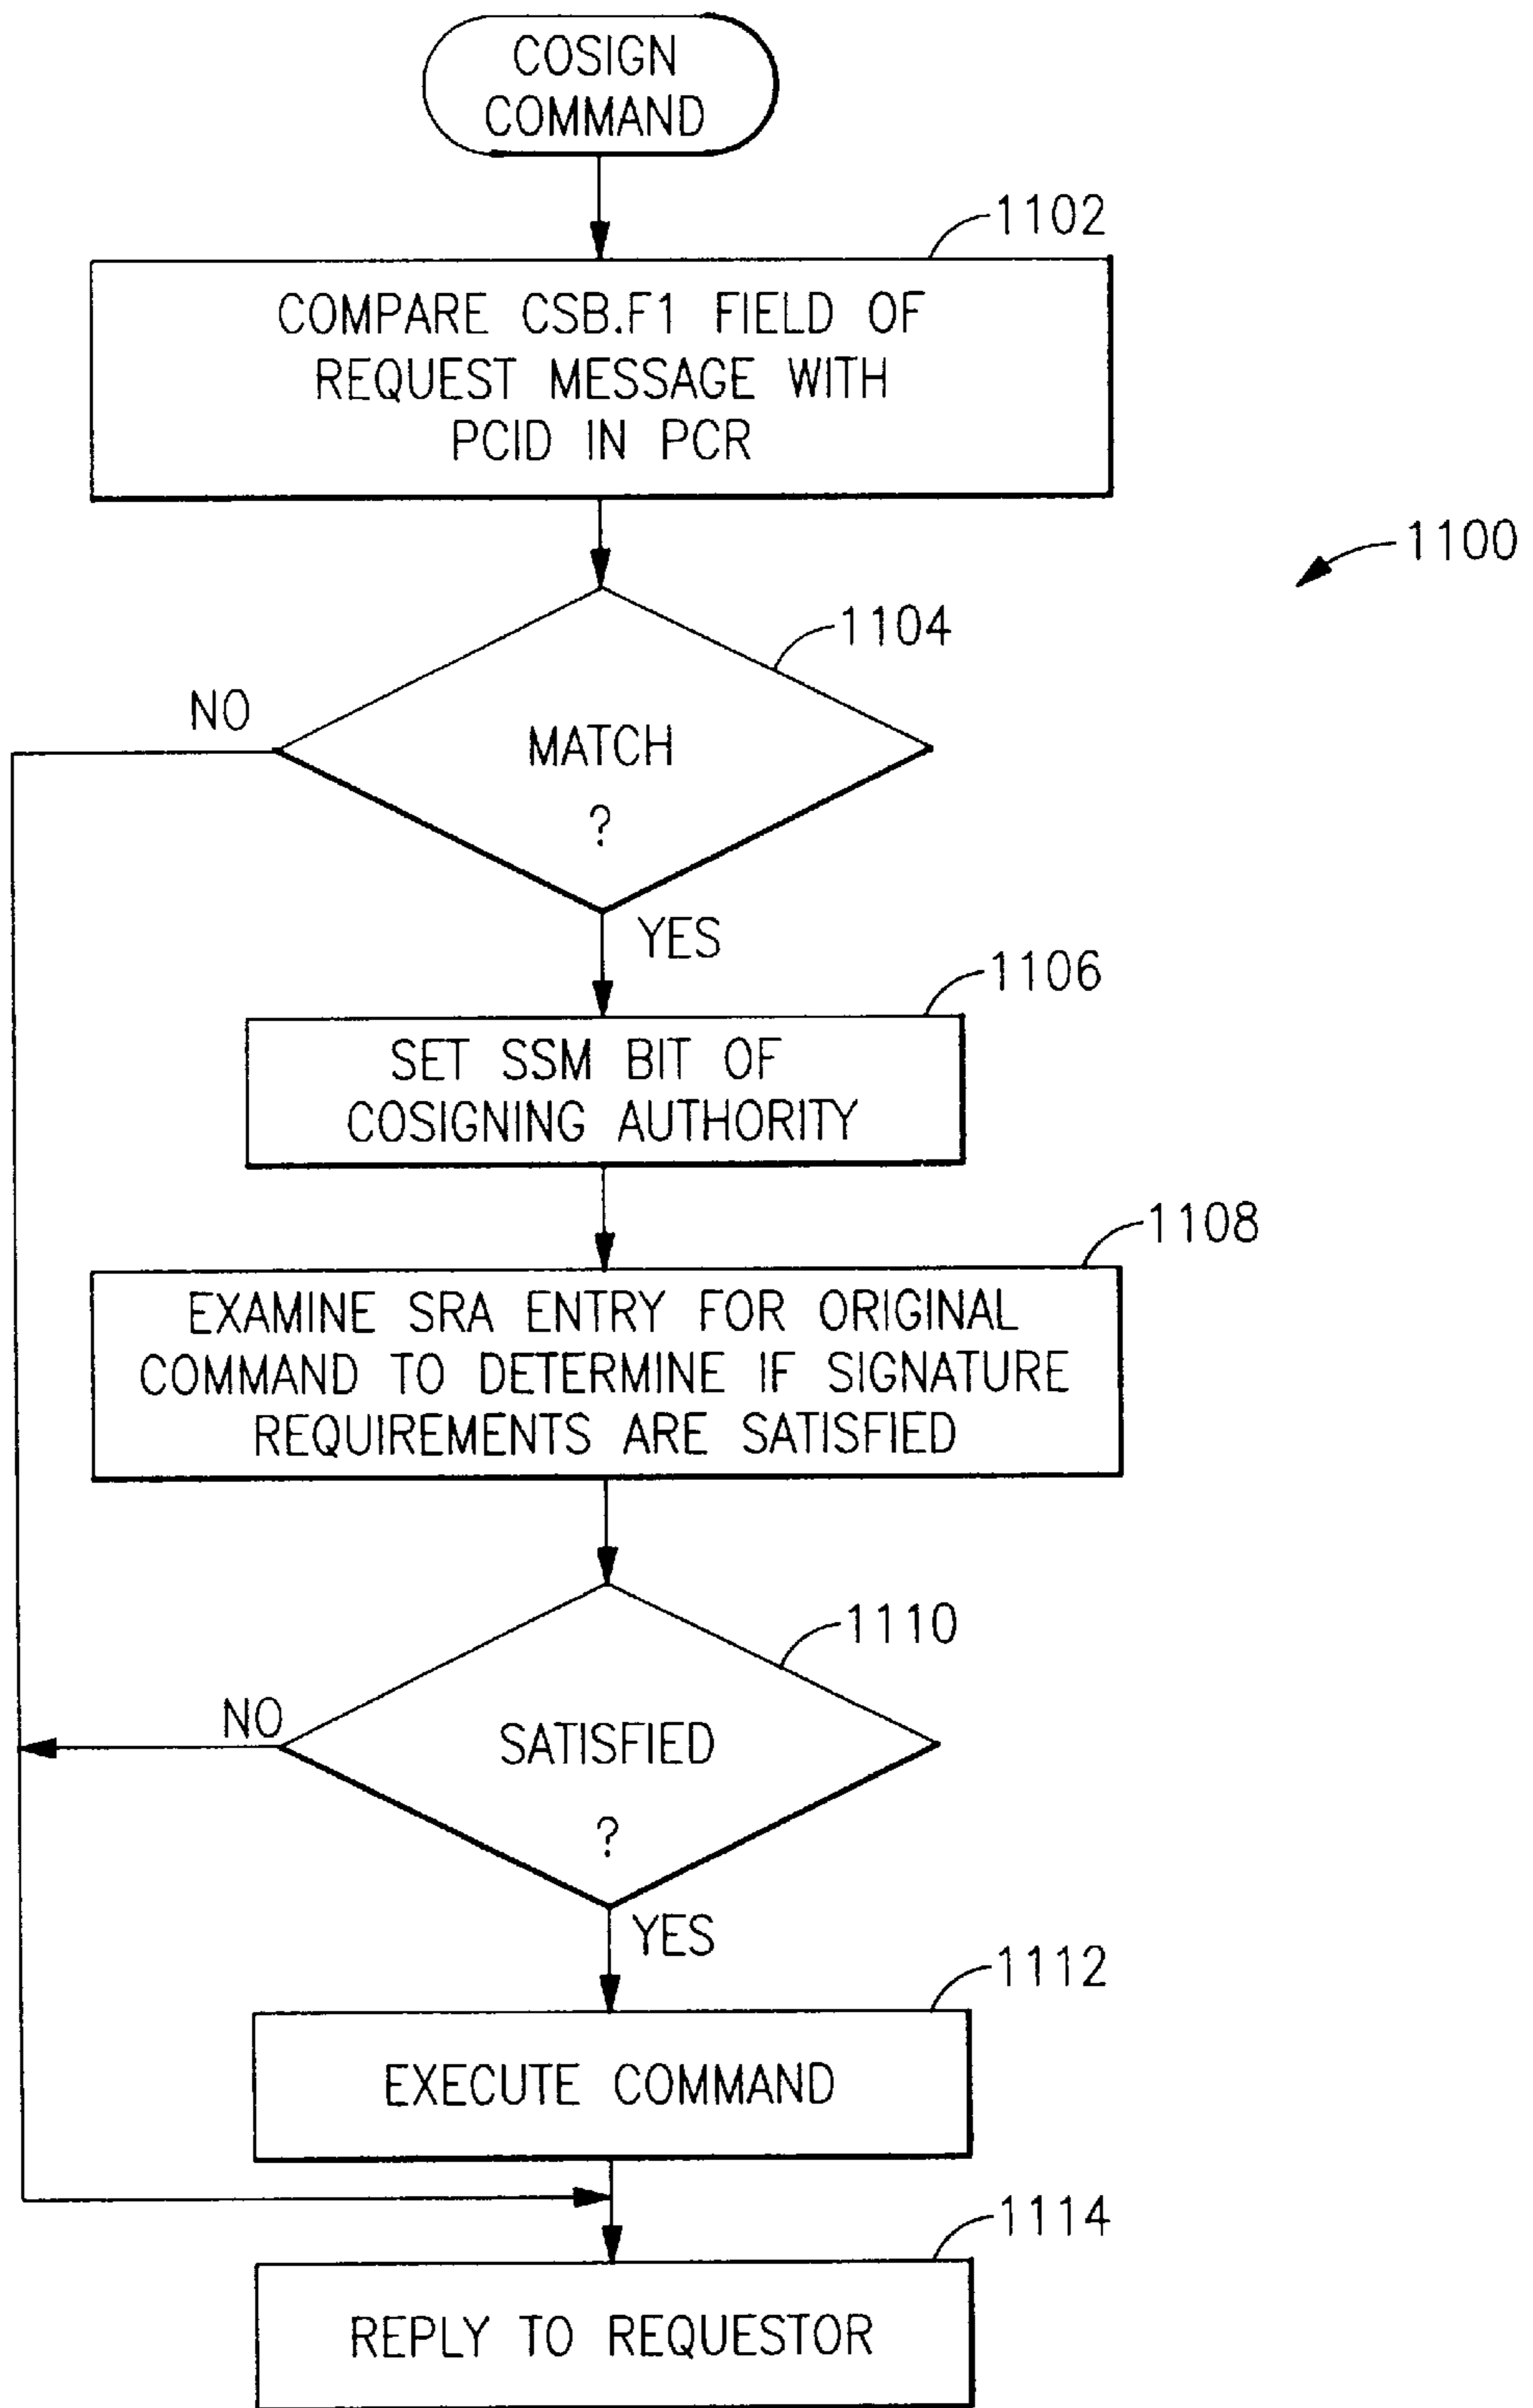 COSIGN
COMMAND
1102
COMPARE CSB.F1 FIELD OF
REQUEST MESSAGE WITH
PCID IN PCR
1100
1104
NO
MATCH
?
YES
1106
SET SSM BIT OF
COSIGNING AUTHORITY
1108
EXAMINE SRA ENTRY FOR ORIGINAL
COMMAND TO DETERMINE IF SIGNATURE
REQUIREMENTS ARE SATISFIED
1110
NO
SATISFIED
?
YES
1112
EXECUTE COMMAND
1114
REPLY TO REQUESTOR